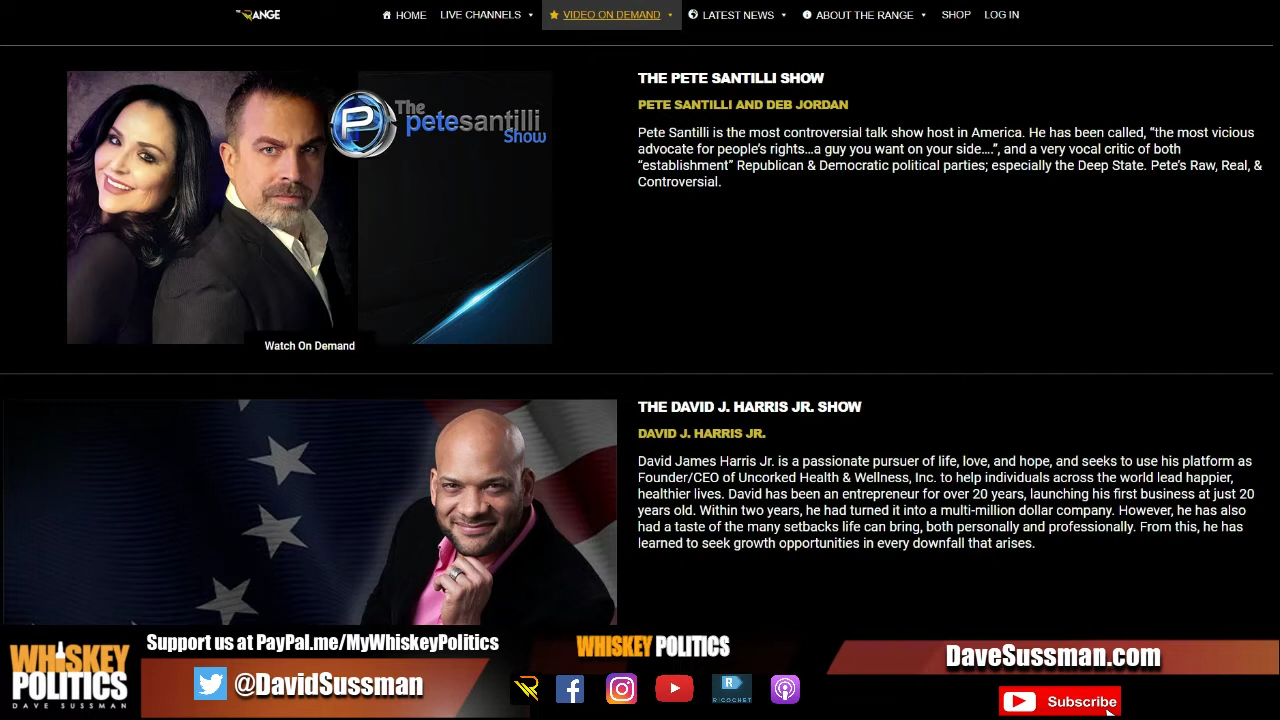 THE RANGE
HOME LIVE CHANNELS VIDEO ON DEMAND LATEST NEWS ABOUT THE RANGE SHOP LOG IN
The
petesantilli
Show
P
Watch On Demand
THE PETE SANTILLI SHOW
PETE SANTILLI AND DEB JORDAN
Pete Santilli is the most controversial talk show host in America. He has been called, “the most vicious
advocate for people’s rights…a guy you want on your side….”, and a very vocal critic of both
“establishment” Republican & Democratic political parties; especially the Deep State. Pete’s Raw, Real, &
Controversial.
THE DAVID J. HARRIS JR. SHOW
DAVID J. HARRIS JR.
David James Harris Jr. is a passionate pursuer of life, love, and hope, and seeks to use his platform as
Founder/CEO of Uncorked Health & Wellness, Inc. to help individuals across the world lead happier,
healthier lives. David has been an entrepreneur for over 20 years, launching his first business at just 20
years old. Within two years, he had turned it into a multi-million dollar company. However, he has also
had a taste of the many setbacks life can bring, both personally and professionally. From this, he has
learned to seek growth opportunities in every downfall that arises.
WHISKEY
POLITICS
DAVE SUSSMAN
Support us at PayPal.me/MyWhiskeyPolitics
@DavidSussman
WHISKEY POLITICS
RICOCHET
DaveSussman.com
Subscribe